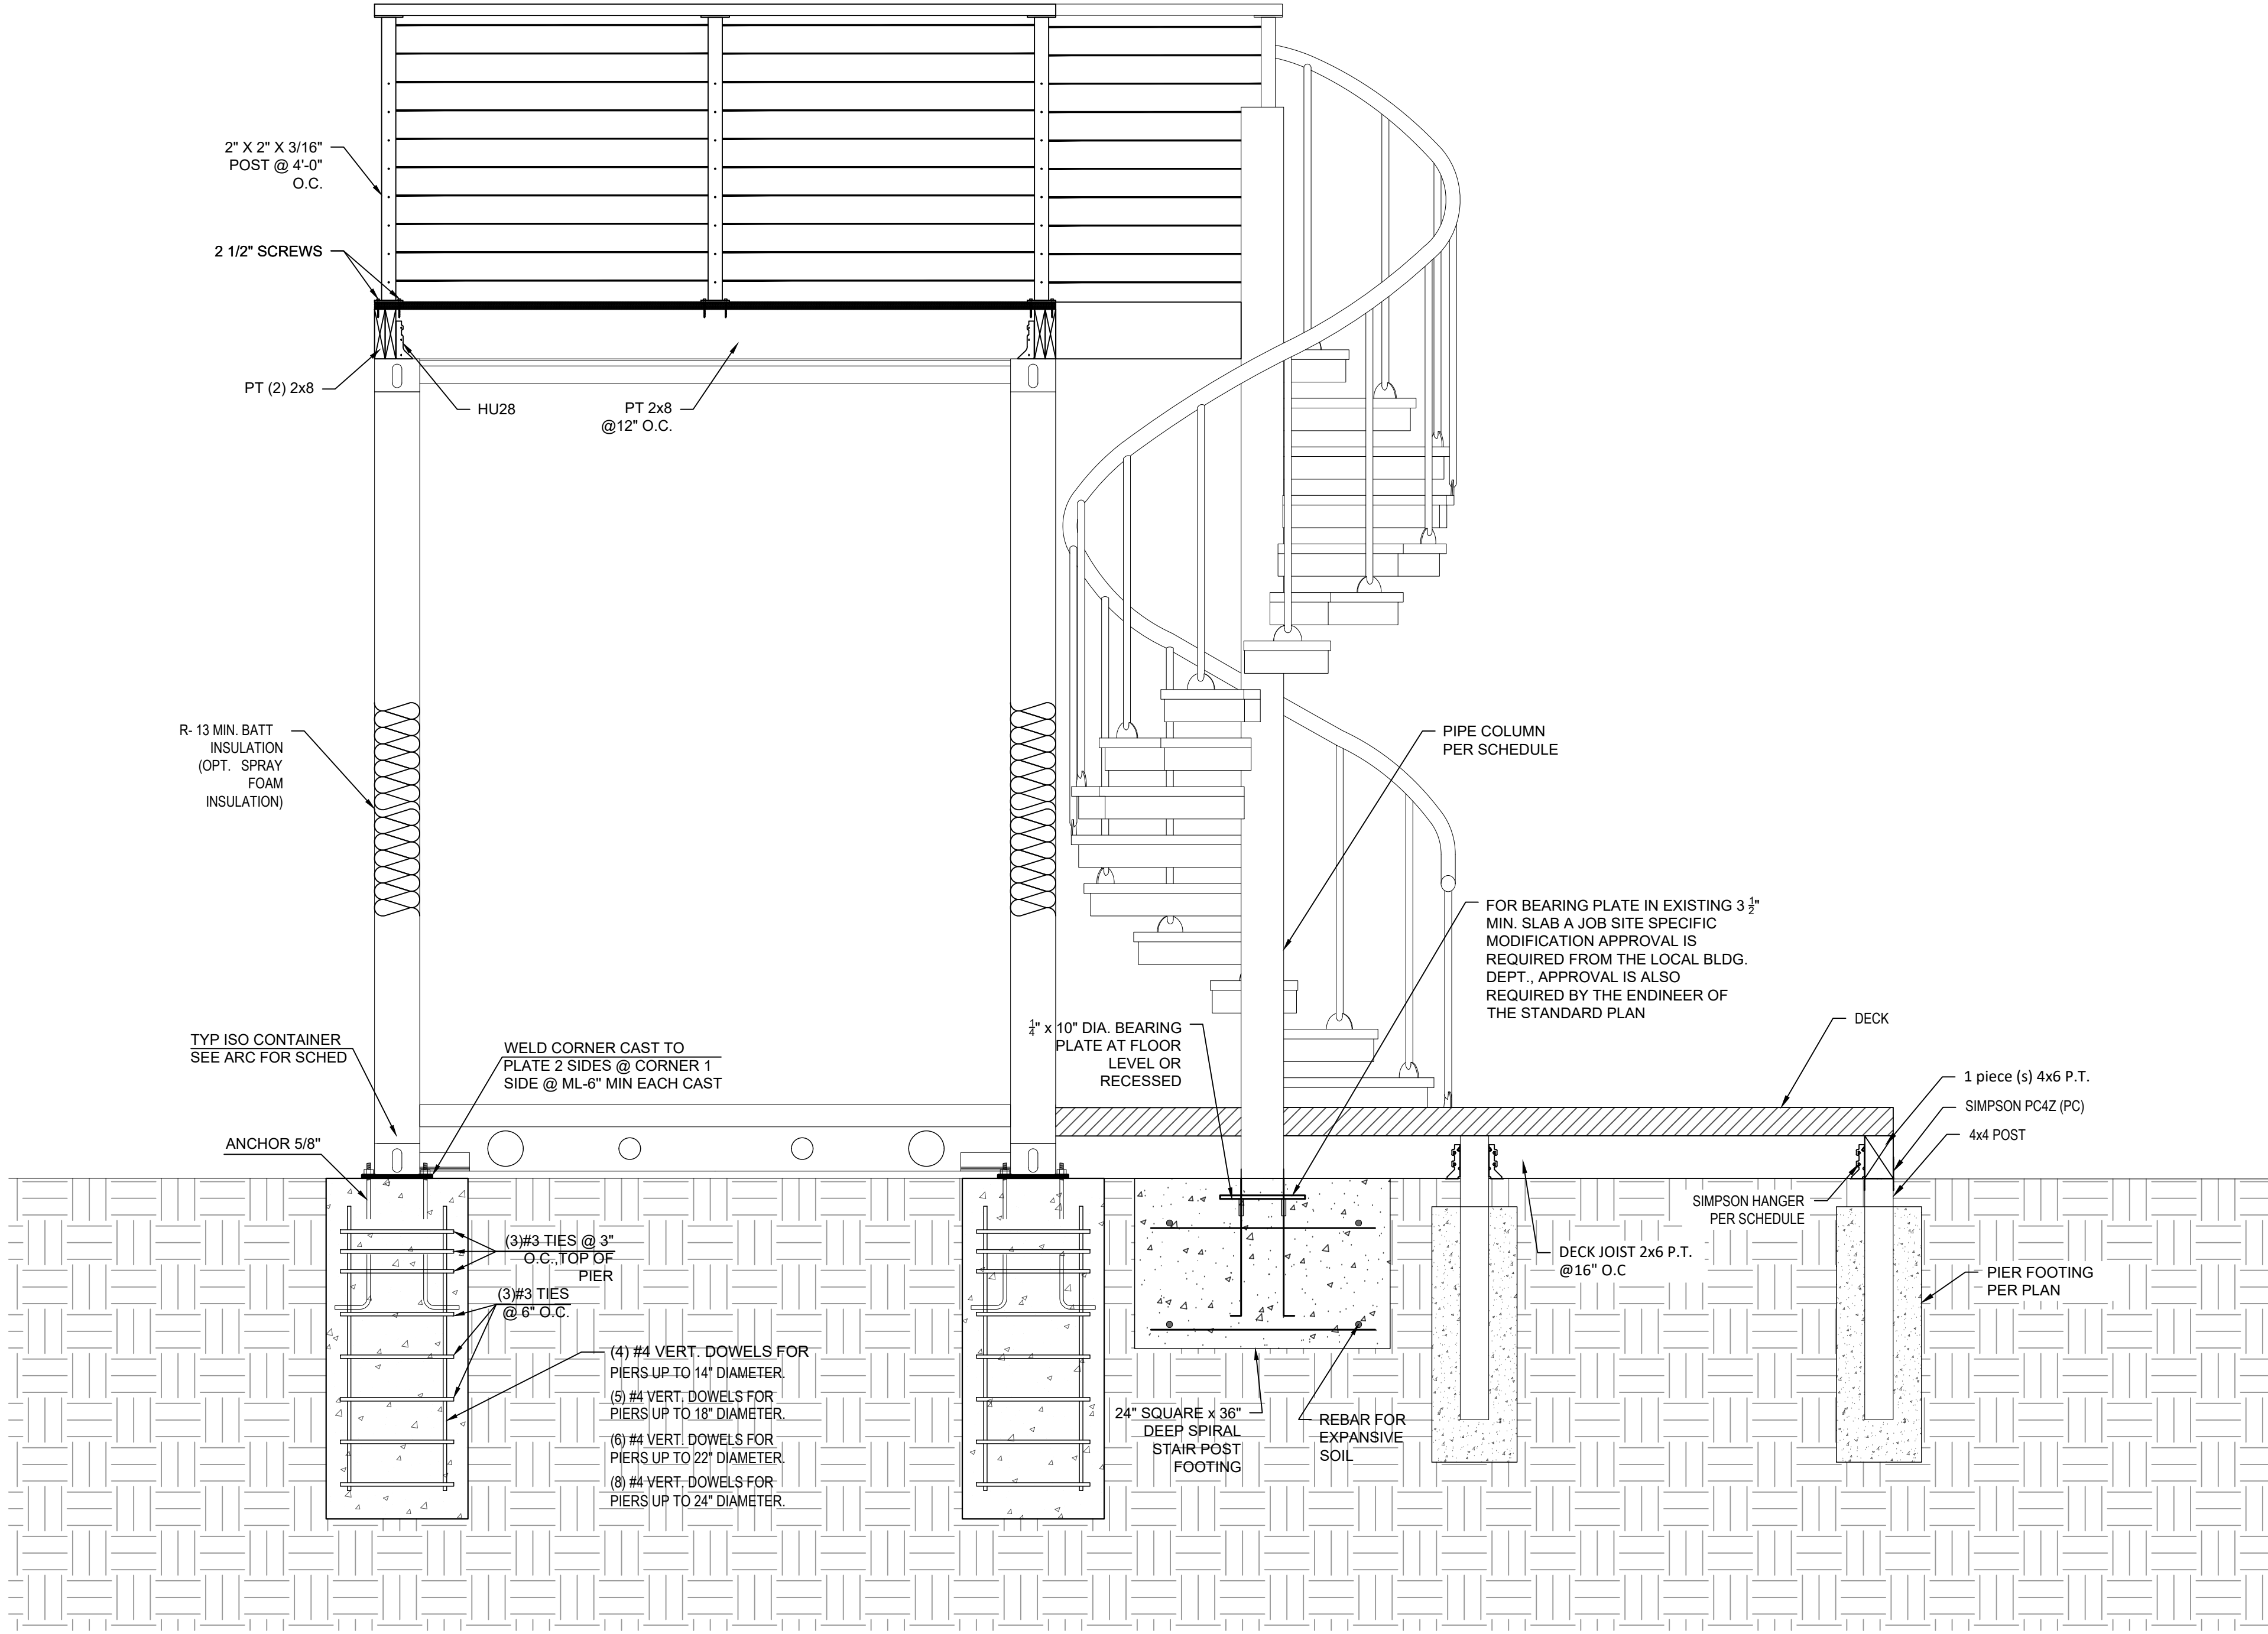 2" X 2" X 3/16"
POST @ 4'-0"
O.C.
2 1/2" SCREWS
PT (2) 2x8
HU28
PT 2x8
@12" O.C.
R- 13 MIN. BATT
INSULATION
(OPT. SPRAY
FOAM
INSULATION)
PIPE COLUMN
PER SCHEDULE
FOR BEARING PLATE IN EXISTING 3 1/2"
MIN. SLAB A JOB SITE SPECIFIC
MODIFICATION APPROVAL IS
REQUIRED FROM THE LOCAL BLDG.
DEPT., APPROVAL IS ALSO
REQUIRED BY THE ENDINEER OF
THE STANDARD PLAN
1/4" x 10" DIA. BEARING
PLATE AT FLOOR
LEVEL OR
RECESSED
DECK
TYP ISO CONTAINER
SEE ARC FOR SCHED
WELD CORNER CAST TO
PLATE 2 SIDES @ CORNER 1
SIDE @ ML-6" MIN EACH CAST
1 piece (s) 4x6 P.T.
SIMPSON PC4Z (PC)
4x4 POST
ANCHOR 5/8"
SIMPSON HANGER
PER SCHEDULE
(3)#3 TIES @ 3"
O.C., TOP OF
PIER
(3)#3 TIES
@ 6" O.C.
DECK JOIST 2x6 P.T.
@16" O.C
PIER FOOTING
PER PLAN
(4) #4 VERT. DOWELS FOR
PIERS UP TO 14" DIAMETER.
(5) #4 VERT. DOWELS FOR
PIERS UP TO 18" DIAMETER.
(6) #4 VERT. DOWELS FOR
PIERS UP TO 22" DIAMETER.
(8) #4 VERT. DOWELS FOR
PIERS UP TO 24" DIAMETER.
24" SQUARE x 36"
DEEP SPIRAL
STAIR POST
FOOTING
REBAR FOR
EXPANSIVE
SOIL